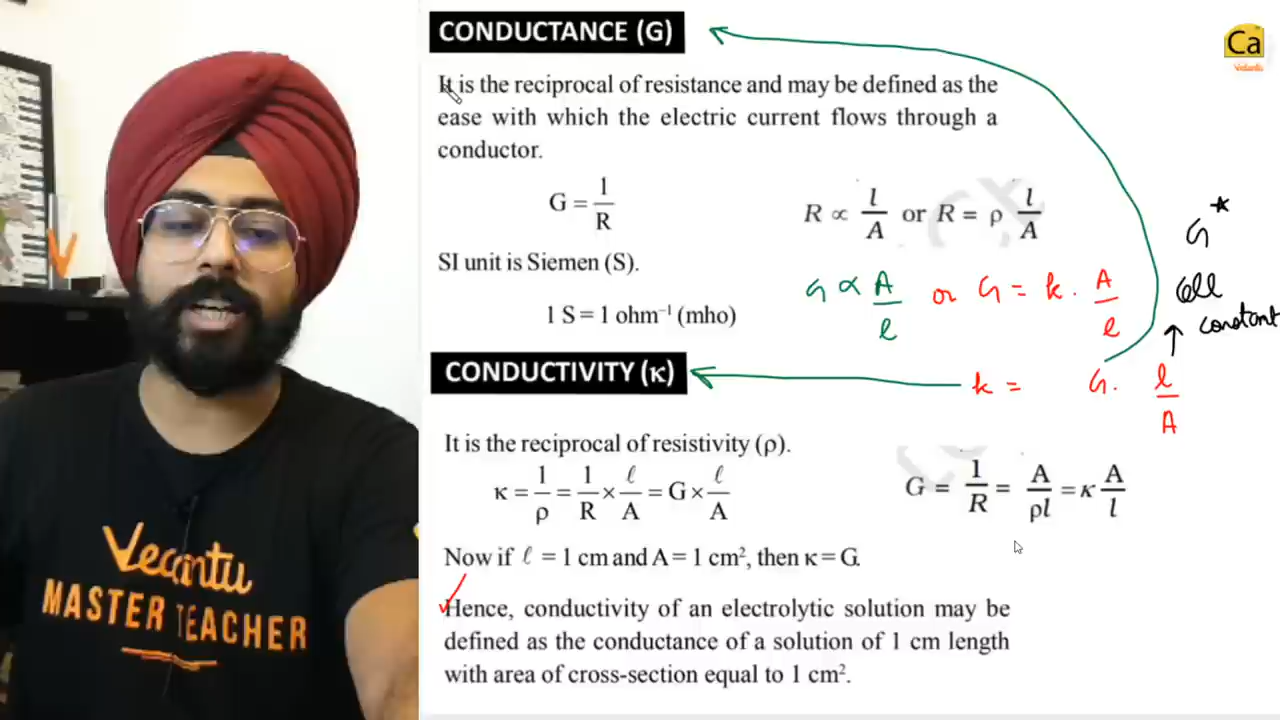 CONDUCTANCE (G)
It is the reciprocal of resistance and may be defined as the
ease with which the electric current flows through a
conductor.
G = 1/R
R ∝ l/A or R = ρ l/A
SI unit is Siemen (S).
G ∝ A/l or G = k . A/l
1 S = 1 ohm⁻¹ (mho)
G*
cell
constant
CONDUCTIVITY (κ)
k = G. l/A
It is the reciprocal of resistivity (ρ).
κ = 1/ρ = 1/R × ℓ/A = G × ℓ/A
G = 1/R = A/ρl = κ A/l
Now if ℓ = 1 cm and A = 1 cm², then κ = G.
Hence, conductivity of an electrolytic solution may be
defined as the conductance of a solution of 1 cm length
with area of cross-section equal to 1 cm².
Ca
Vedantu
Vedantu
MASTER TEACHER